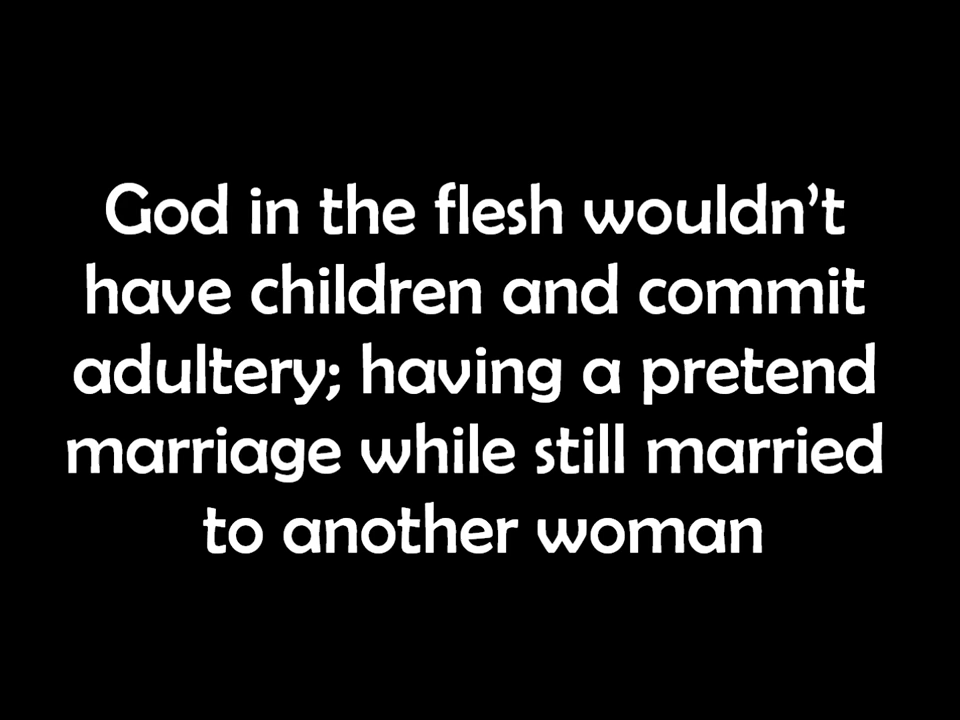 God in the flesh wouldn’t
have children and commit
adultery; having a pretend
marriage while still married
to another woman